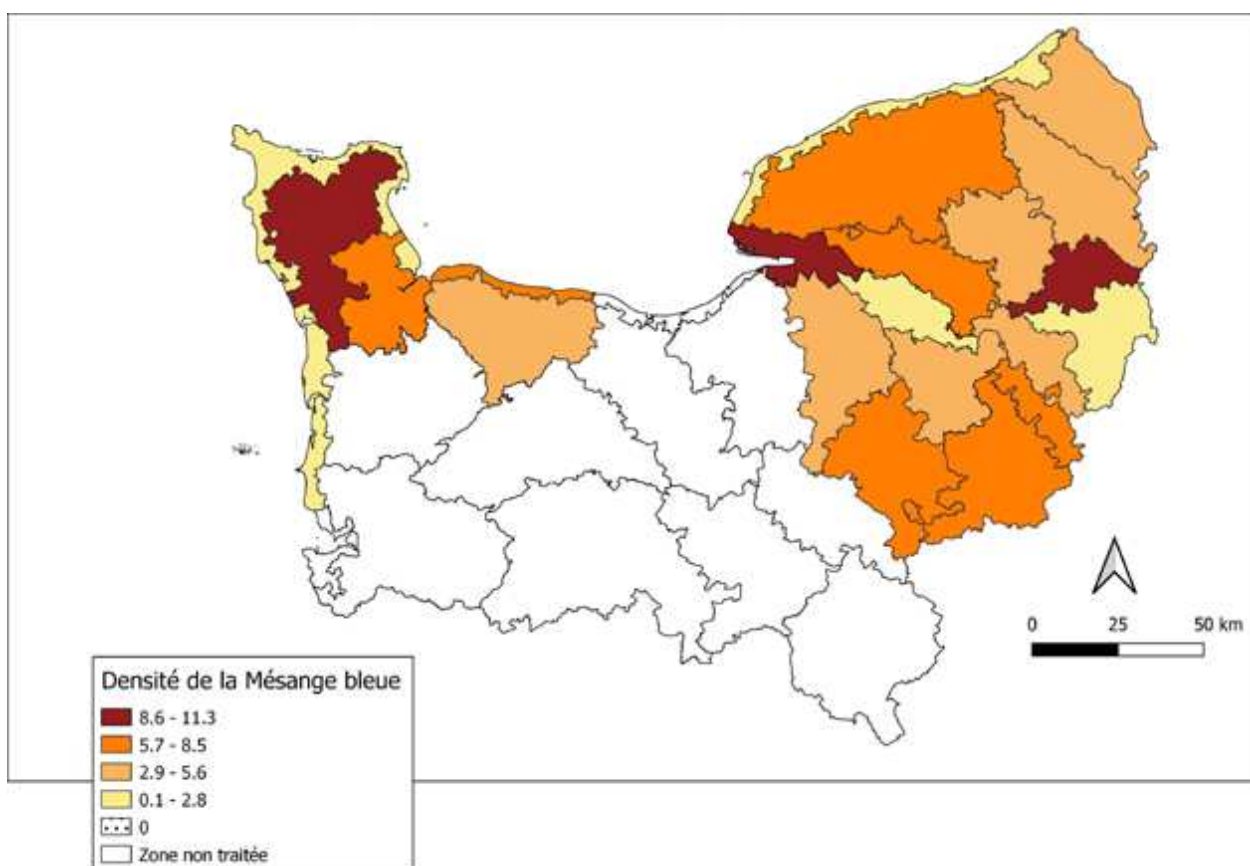 0 25 50 km
Densité de la Mésange bleue
8.6 - 11.3
5.7 - 8.5
2.9 - 5.6
0.1 - 2.8
0
Zone non traitée